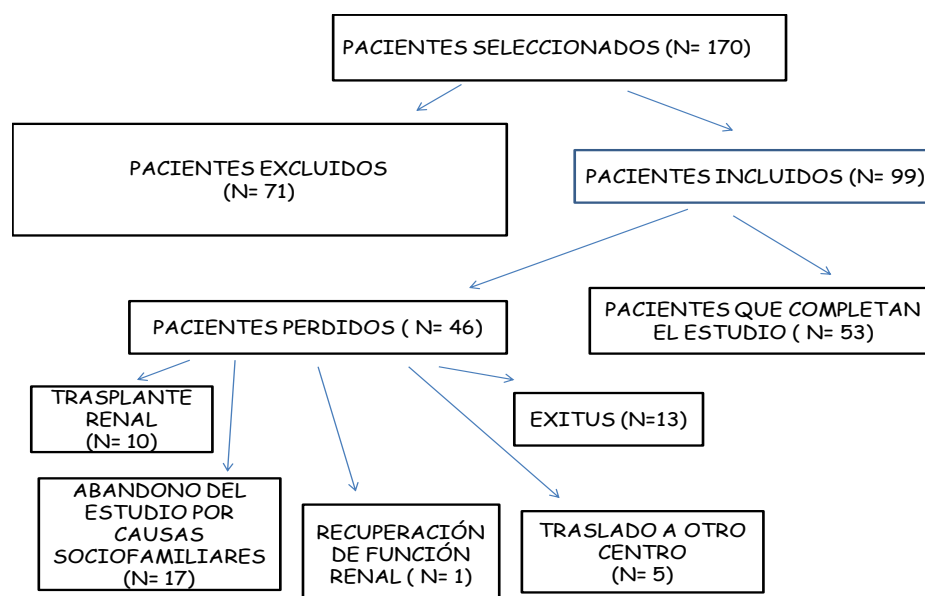 PACIENTES SELECCIONADOS (N= 170)
PACIENTES EXCLUIDOS
(N= 71)
PACIENTES INCLUIDOS (N= 99)
PACIENTES PERDIDOS ( N= 46)
PACIENTES QUE COMPLETAN
EL ESTUDIO ( N= 53)
TRASPLANTE
RENAL
(N= 10)
EXITUS (N=13)
ABANDONO DEL
ESTUDIO POR
CAUSAS
SOCIOFAMILIARES
(N= 17)
RECUPERACIÓN
DE FUNCIÓN
RENAL ( N= 1)
TRASLADO A OTRO
CENTRO
(N= 5)